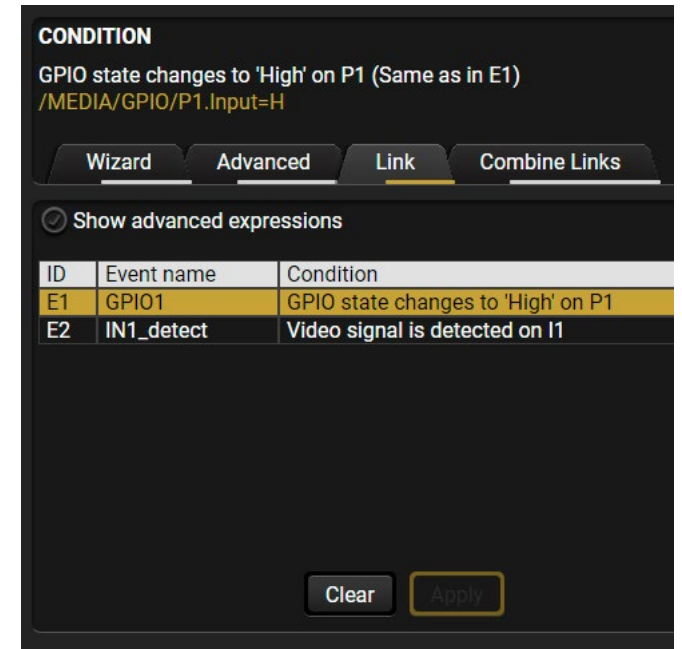 CONDITION
GPIO state changes to 'High' on P1 (Same as in E1)
/MEDIA/GPIO/P1.Input=H
Wizard Advanced Link Combine Links
Show advanced expressions
ID Event name Condition
E1 GPIO1 GPIO state changes to 'High' on P1
E2 IN1_detect Video signal is detected on I1
Clear Apply